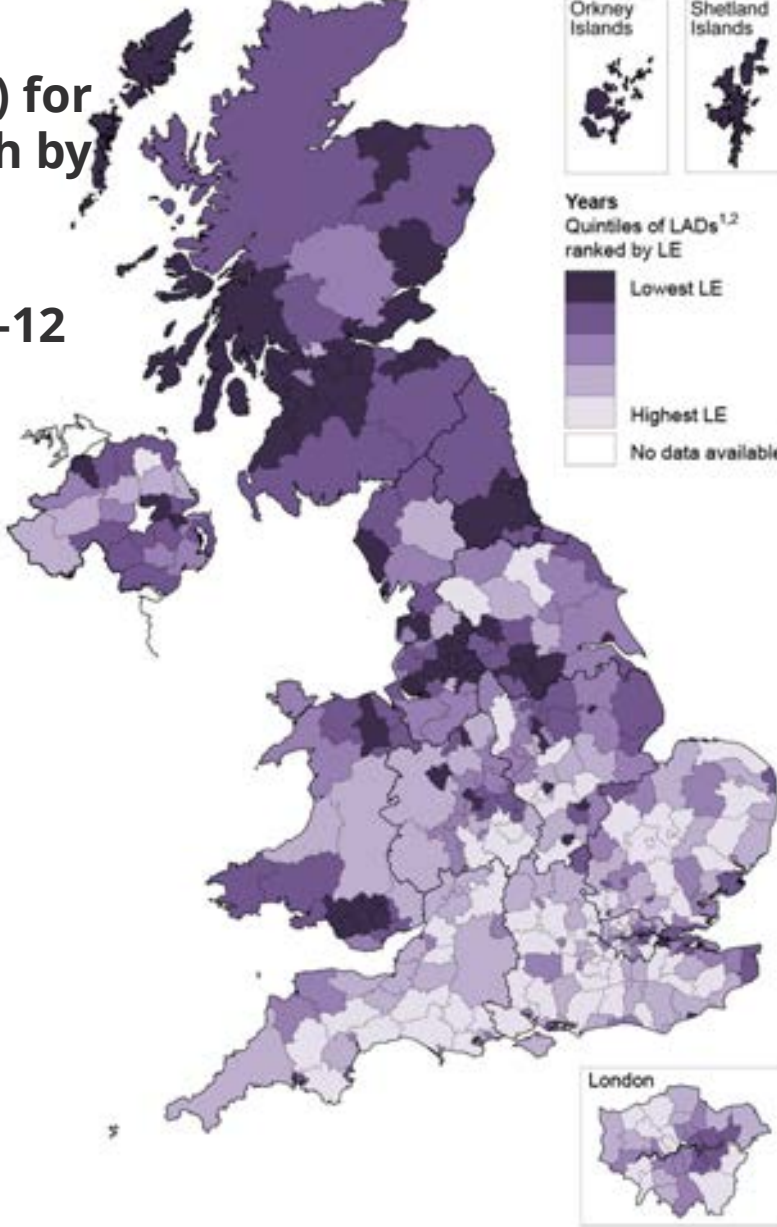 ) for
h by
-12
Orkney
Islands
Shetland
Islands
Years
Quintiles of LADs1,2
ranked by LE
Lowest LE
Highest LE
No data available
London